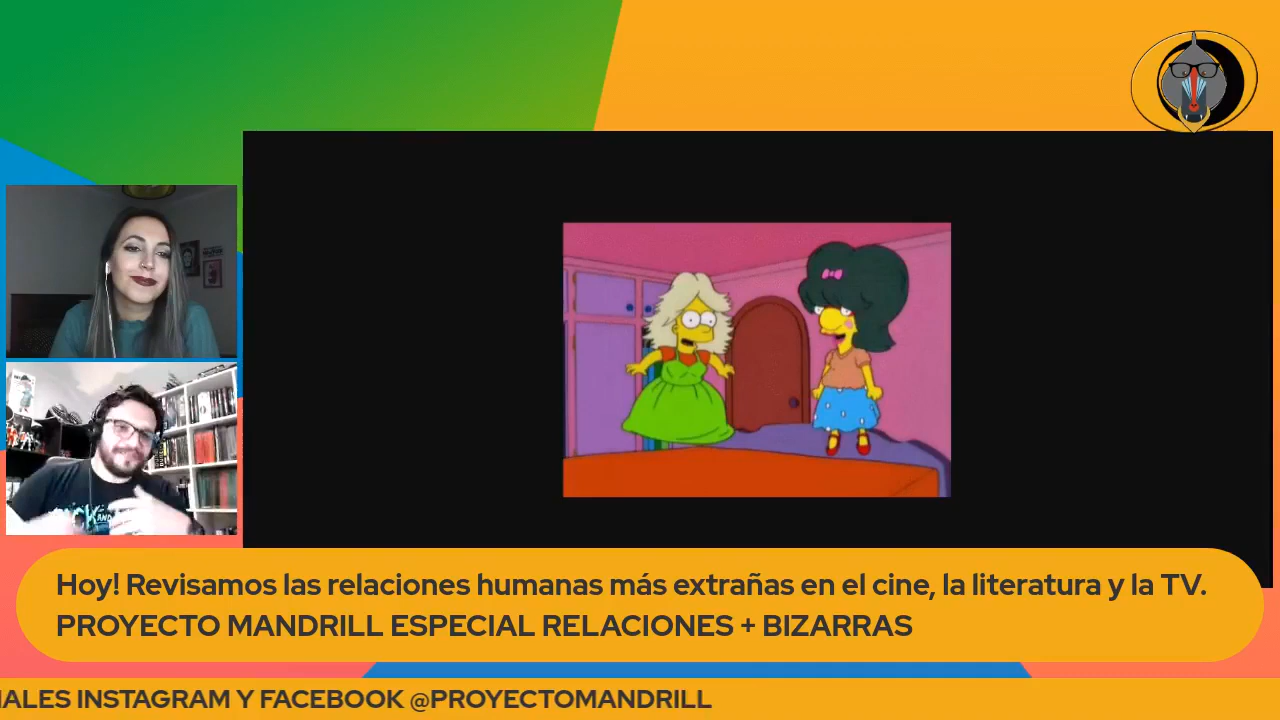 Hoy! Revisamos las relaciones humanas más extrañas en el cine, la literatura y la TV.
PROYECTO MANDRILL ESPECIAL RELACIONES + BIZARRAS
IALES INSTAGRAM Y FACEBOOK @PROYECTOMANDRILL